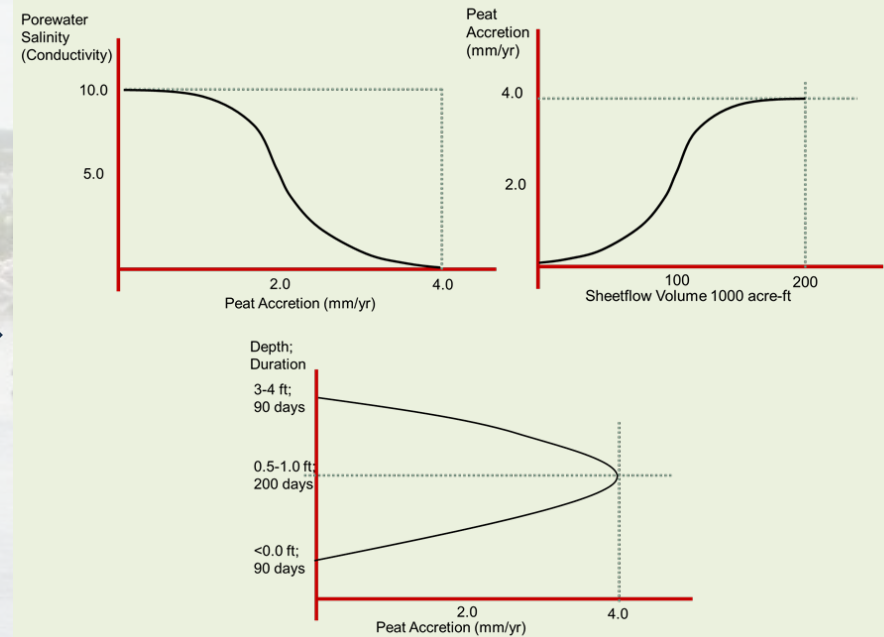 Porewater
Salinity
(Conductivity)
10.0
5.0
2.0
4.0
Peat Accretion (mm/yr)
Peat
Accretion
(mm/yr)
4.0
2.0
100
200
Sheetflow Volume 1000 acre-ft
Depth;
Duration
3-4 ft;
90 days
0.5-1.0 ft;
200 days
<0.0 ft;
90 days
2.0
4.0
Peat Accretion (mm/yr)